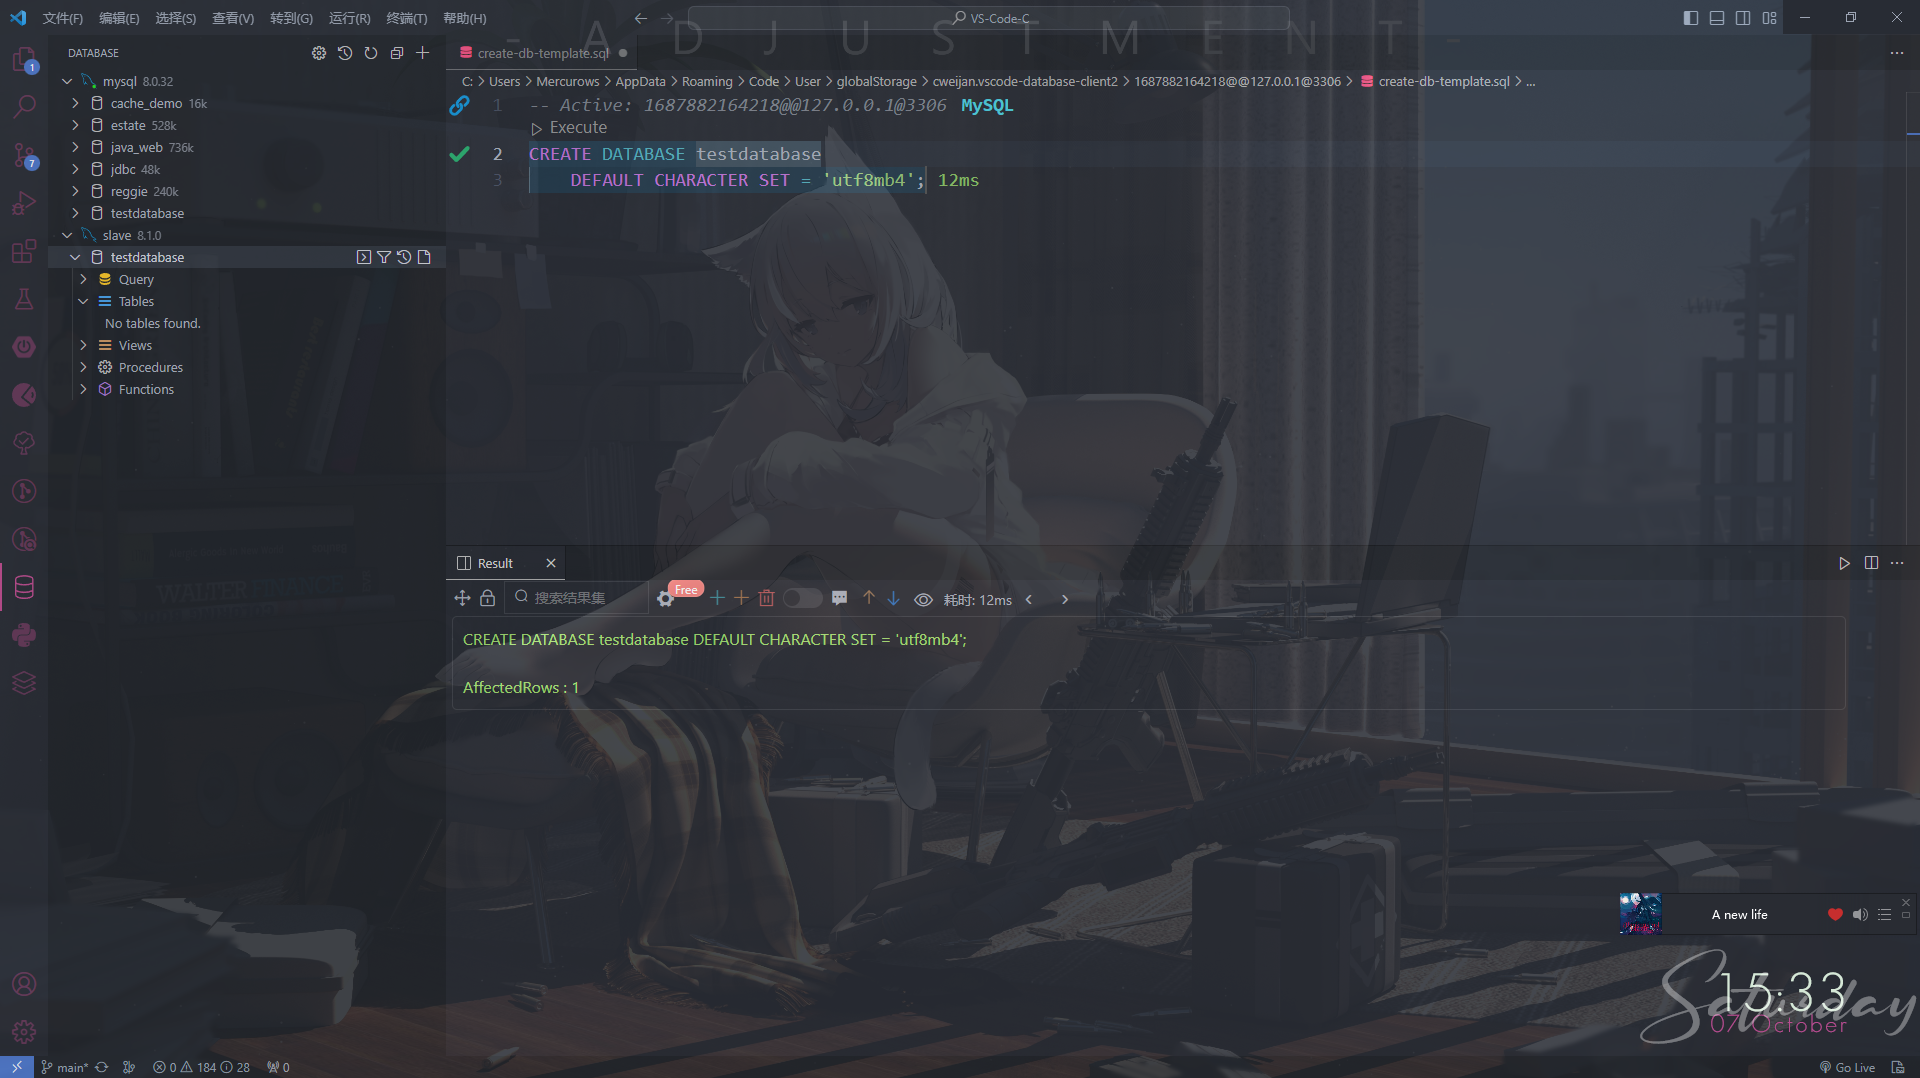 文件(F) 编辑(E) 选择(S) 查看(V) 转到(G) 运行(R) 终端(T) 帮助(H)
VS-Code-C
- A D J U S T M E N T -
DATABASE
create-db-template.sql
mysql 8.0.32
cache_demo 16k
estate 528k
java_web 736k
jdbc 48k
reggie 240k
testdatabase
slave 8.1.0
testdatabase
Query
Tables
No tables found.
Views
Procedures
Functions
1
7
C: > Users > Mercurows > AppData > Roaming > Code > User > globalStorage > cweijan.vscode-database-client2 > 1687882164218@@127.0.0.1@3306 > create-db-template.sql > ...
1 -- Active: 1687882164218@@127.0.0.1@3306 MySQL
Execute
2 CREATE DATABASE testdatabase
3 DEFAULT CHARACTER SET = 'utf8mb4'; 12ms
Result
搜索结果集
Free
耗时: 12ms
CREATE DATABASE testdatabase DEFAULT CHARACTER SET = 'utf8mb4';
AffectedRows : 1
WALTER
A new life
15:33
Saturday
07 October
main*
0 184 28
0
Go Live